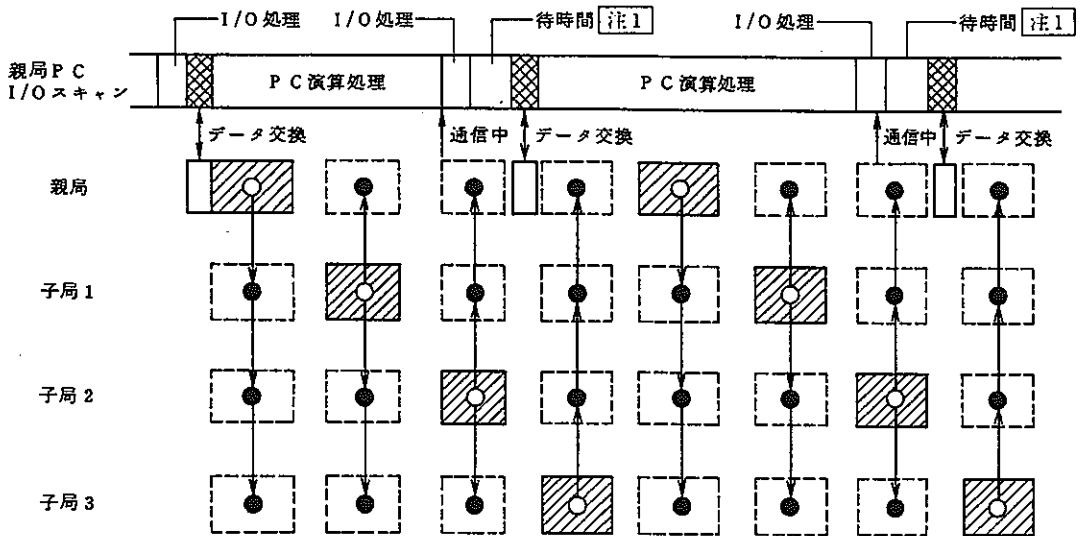 I/O処理 I/O処理 待時間 注1 I/O処理 待時間 注1
親局PC
I/Oスキャン
PC演算処理 PC演算処理
データ交換 通信中 データ交換 通信中 データ交換
親局
子局1
子局2
子局3